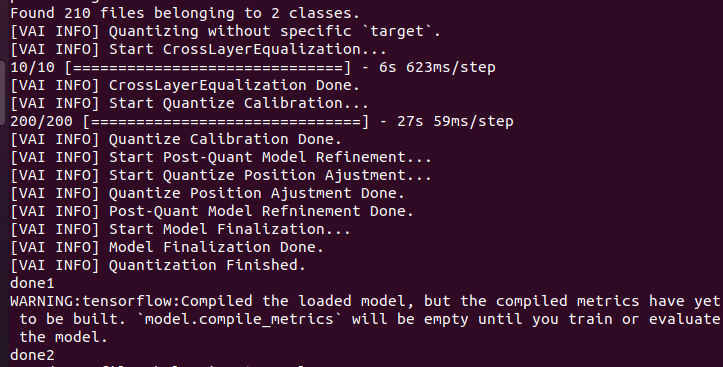 Found 210 files belonging to 2 classes.
[VAI INFO] Quantizing without specific `target`.
[VAI INFO] Start CrossLayerEqualization...
10/10 [==============================] - 6s 623ms/step
[VAI INFO] CrossLayerEqualization Done.
[VAI INFO] Start Quantize Calibration...
200/200 [==============================] - 27s 59ms/step
[VAI INFO] Quantize Calibration Done.
[VAI INFO] Start Post-Quant Model Refinement...
[VAI INFO] Start Quantize Position Ajustment...
[VAI INFO] Quantize Position Ajustment Done.
[VAI INFO] Post-Quant Model Refninement Done.
[VAI INFO] Start Model Finalization...
[VAI INFO] Model Finalization Done.
[VAI INFO] Quantization Finished.
done1
WARNING:tensorflow:Compiled the loaded model, but the compiled metrics have yet
to be built. `model.compile_metrics` will be empty until you train or evaluate
the model.
done2